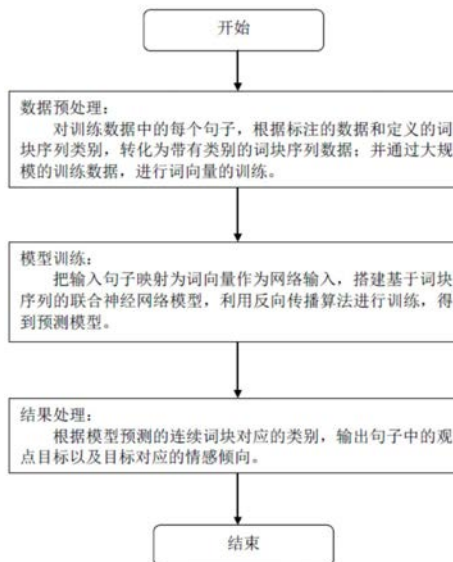 开始
数据预处理：
对训练数据中的每个句子，根据标注的数据和定义的词
块序列类别，转化为带有类别的词块序列数据；并通过大规
模的训练数据，进行词向量的训练。
模型训练：
把输入句子映射为词向量作为网络输入，搭建基于词块
序列的联合神经网络模型，利用反向传播算法进行训练，得
到预测模型。
结果处理：
根据模型预测的连续词块对应的类别，输出句子中的观
点目标以及目标对应的情感倾向。
结束